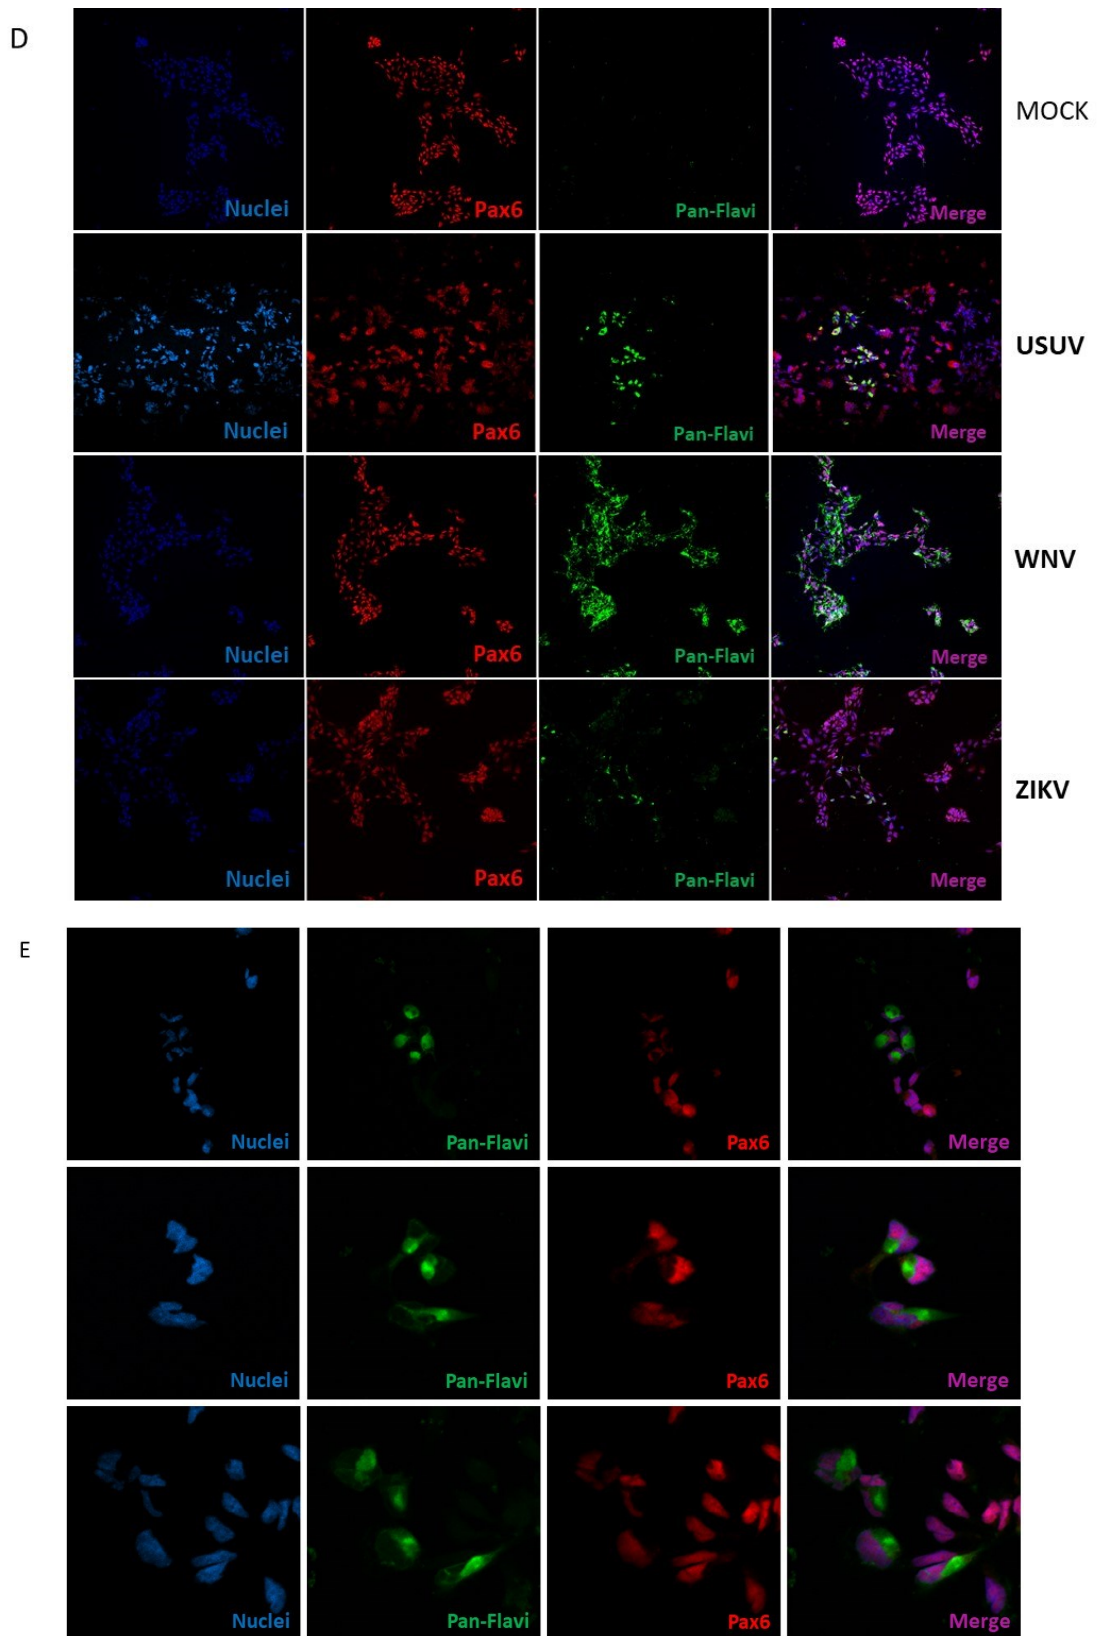 D
Nuclei Pax6 Pan-Flavi Merge MOCK
Nuclei Pax6 Pan-Flavi Merge USUV
Nuclei Pax6 Pan-Flavi Merge WNV
Nuclei Pax6 Pan-Flavi Merge ZIKV
E
Nuclei Pan-Flavi Pax6 Merge
Nuclei Pan-Flavi Pax6 Merge
Nuclei Pan-Flavi Pax6 Merge